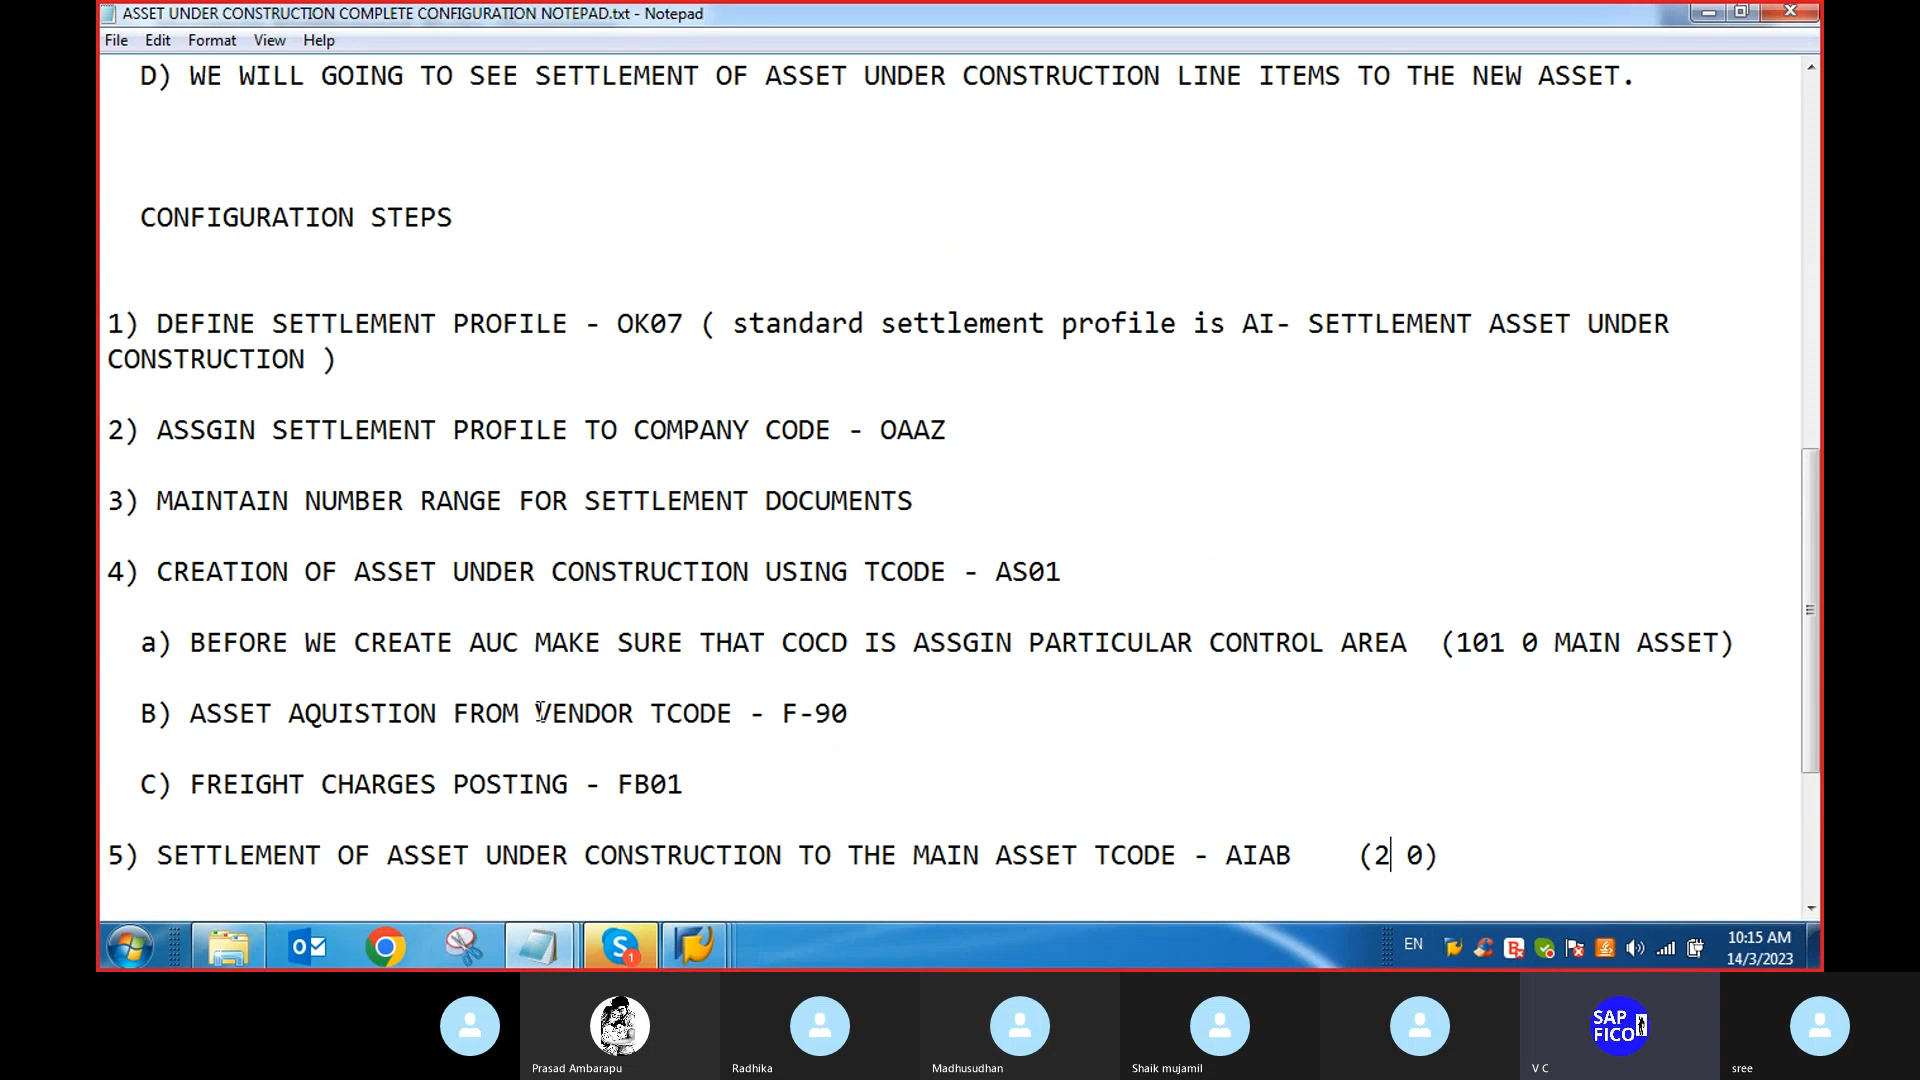 ASSET UNDER CONSTRUCTION COMPLETE CONFIGURATION NOTEPAD.txt - Notepad
File Edit Format View Help
D) WE WILL GOING TO SEE SETTLEMENT OF ASSET UNDER CONSTRUCTION LINE ITEMS TO THE NEW ASSET.
CONFIGURATION STEPS
1) DEFINE SETTLEMENT PROFILE - OK07 ( standard settlement profile is AI- SETTLEMENT ASSET UNDER
CONSTRUCTION )
2) ASSGIN SETTLEMENT PROFILE TO COMPANY CODE - OAAZ
3) MAINTAIN NUMBER RANGE FOR SETTLEMENT DOCUMENTS
4) CREATION OF ASSET UNDER CONSTRUCTION USING TCODE - AS01
a) BEFORE WE CREATE AUC MAKE SURE THAT COCD IS ASSGIN PARTICULAR CONTROL AREA (101 0 MAIN ASSET)
B) ASSET AQUISTION FROM VENDOR TCODE - F-90
C) FREIGHT CHARGES POSTING - FB01
5) SETTLEMENT OF ASSET UNDER CONSTRUCTION TO THE MAIN ASSET TCODE - AIAB (2 0)
EN
10:15 AM
14/3/2023
1
SAP
FICO
Prasad Ambarapu
Radhika
Madhusudhan
Shaik mujamil
V C
sree